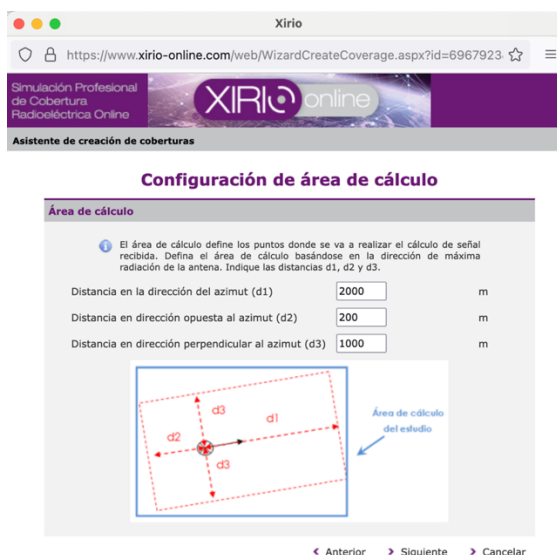 Xirio
https://www.xirio-online.com/web/WizardCreateCoverage.aspx?id=6967923
Simulación Profesional
de Cobertura
Radioeléctrica Online
XIRIO online
Asistente de creación de coberturas
Configuración de área de cálculo
Área de cálculo
El área de cálculo define los puntos donde se va a realizar el cálculo de señal
recibida. Defina el área de cálculo basándose en la dirección de máxima
radiación de la antena. Indique las distancias d1, d2 y d3.
Distancia en la dirección del azimut (d1) 2000 m
Distancia en dirección opuesta al azimut (d2) 200 m
Distancia en dirección perpendicular al azimut (d3) 1000 m
d3
d1
d2
d3
Área de cálculo
del estudio
Anterior Siguiente Cancelar